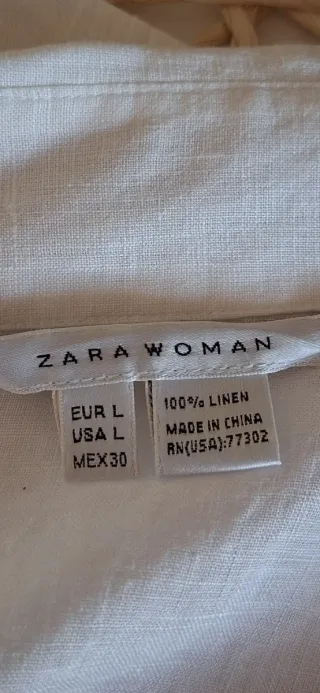 ZARA WOMAN
EUR L
USA L
MEX30
100% LINEN
MADE IN CHINA
RN(USA):77302